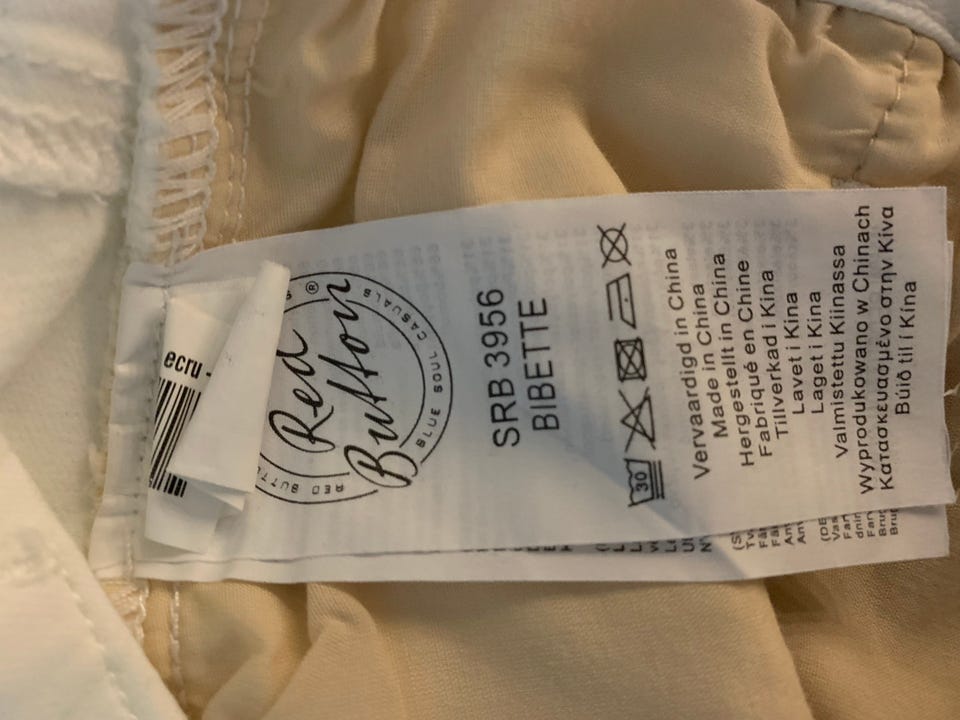 ecru -
Red
Button
®
RED BUTT
BLUE SOUL CASUALS
SRB 3956
BIBETTE
30
Vervaardigd in China
Made in China
Hergestellt in China
Fabriqué en Chine
Tillverkad i Kina
Lavet i Kina
Laget i Kina
Valmistettu Kiinassa
Wyprodukowano w Chinach
Κατασκευασμένο στην Κίνα
Búið til í Kína